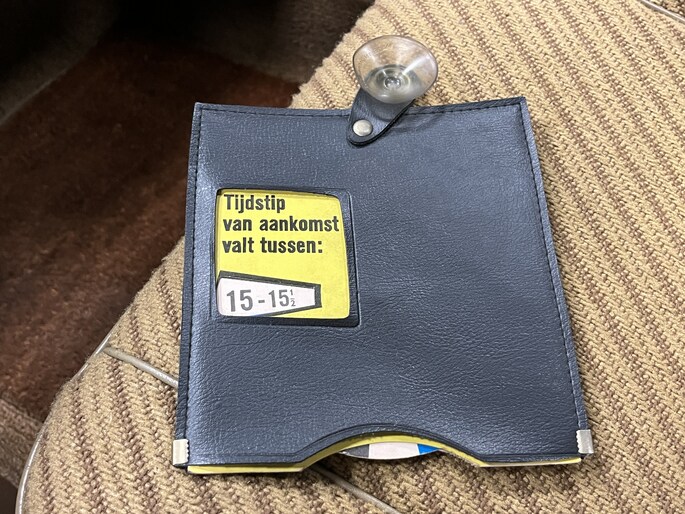 Tijdstip
van aankomst
valt tussen:
15 - 15½